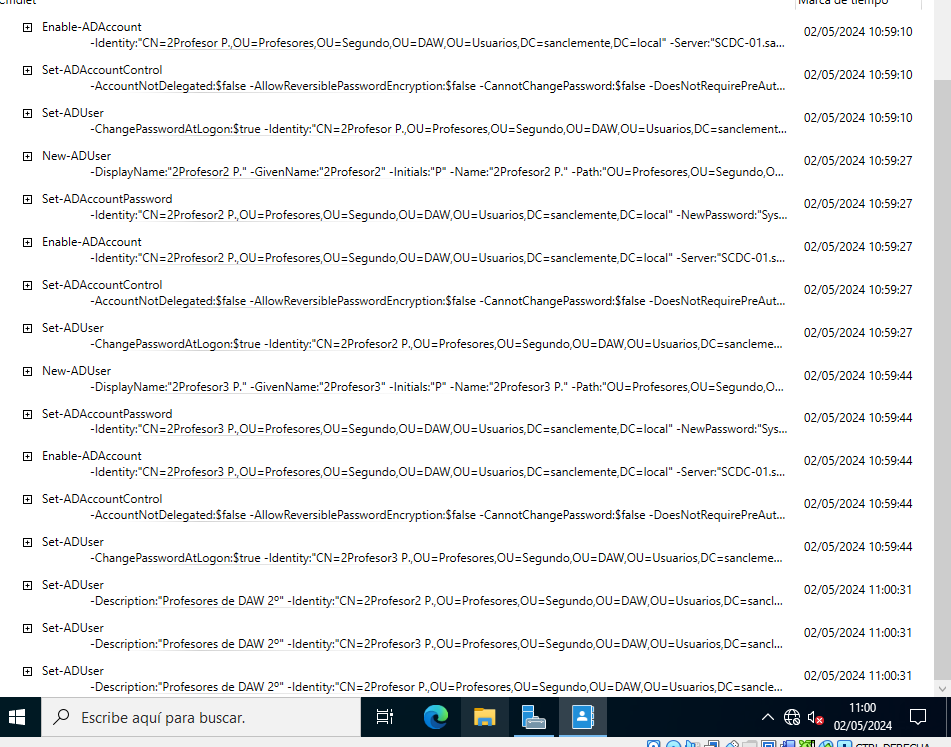 Cmdlet Marca de tiempo
Enable-ADAccount
-Identity:"CN=2Profesor P.,OU=Profesores,OU=Segundo,OU=DAW,OU=Usuarios,DC=sanclemente,DC=local" -Server:"SCDC-01.sa... 02/05/2024 10:59:10
Set-ADAccountControl
-AccountNotDelegated:$false -AllowReversiblePasswordEncryption:$false -CannotChangePassword:$false -DoesNotRequirePreAut... 02/05/2024 10:59:10
Set-ADUser
-ChangePasswordAtLogon:$true -Identity:"CN=2Profesor P.,OU=Profesores,OU=Segundo,OU=DAW,OU=Usuarios,DC=sanclement... 02/05/2024 10:59:10
New-ADUser
-DisplayName:"2Profesor2 P." -GivenName:"2Profesor2" -Initials:"P" -Name:"2Profesor2 P." -Path:"OU=Profesores,OU=Segundo,O... 02/05/2024 10:59:27
Set-ADAccountPassword
-Identity:"CN=2Profesor2 P.,OU=Profesores,OU=Segundo,OU=DAW,OU=Usuarios,DC=sanclemente,DC=local" -NewPassword:"Sys... 02/05/2024 10:59:27
Enable-ADAccount
-Identity:"CN=2Profesor2 P.,OU=Profesores,OU=Segundo,OU=DAW,OU=Usuarios,DC=sanclemente,DC=local" -Server:"SCDC-01.s... 02/05/2024 10:59:27
Set-ADAccountControl
-AccountNotDelegated:$false -AllowReversiblePasswordEncryption:$false -CannotChangePassword:$false -DoesNotRequirePreAut... 02/05/2024 10:59:27
Set-ADUser
-ChangePasswordAtLogon:$true -Identity:"CN=2Profesor2 P.,OU=Profesores,OU=Segundo,OU=DAW,OU=Usuarios,DC=sancleme... 02/05/2024 10:59:27
New-ADUser
-DisplayName:"2Profesor3 P." -GivenName:"2Profesor3" -Initials:"P" -Name:"2Profesor3 P." -Path:"OU=Profesores,OU=Segundo,O... 02/05/2024 10:59:44
Set-ADAccountPassword
-Identity:"CN=2Profesor3 P.,OU=Profesores,OU=Segundo,OU=DAW,OU=Usuarios,DC=sanclemente,DC=local" -NewPassword:"Sys... 02/05/2024 10:59:44
Enable-ADAccount
-Identity:"CN=2Profesor3 P.,OU=Profesores,OU=Segundo,OU=DAW,OU=Usuarios,DC=sanclemente,DC=local" -Server:"SCDC-01.s... 02/05/2024 10:59:44
Set-ADAccountControl
-AccountNotDelegated:$false -AllowReversiblePasswordEncryption:$false -CannotChangePassword:$false -DoesNotRequirePreAut... 02/05/2024 10:59:44
Set-ADUser
-ChangePasswordAtLogon:$true -Identity:"CN=2Profesor3 P.,OU=Profesores,OU=Segundo,OU=DAW,OU=Usuarios,DC=sancleme... 02/05/2024 10:59:44
Set-ADUser
-Description:"Profesores de DAW 2º" -Identity:"CN=2Profesor2 P.,OU=Profesores,OU=Segundo,OU=DAW,OU=Usuarios,DC=sancl... 02/05/2024 11:00:31
Set-ADUser
-Description:"Profesores de DAW 2º" -Identity:"CN=2Profesor3 P.,OU=Profesores,OU=Segundo,OU=DAW,OU=Usuarios,DC=sancl... 02/05/2024 11:00:31
Set-ADUser
-Description:"Profesores de DAW 2º" -Identity:"CN=2Profesor P.,OU=Profesores,OU=Segundo,OU=DAW,OU=Usuarios,DC=sancle... 02/05/2024 11:00:31
Escribe aquí para buscar.
11:00
02/05/2024
CTRL DERECHA